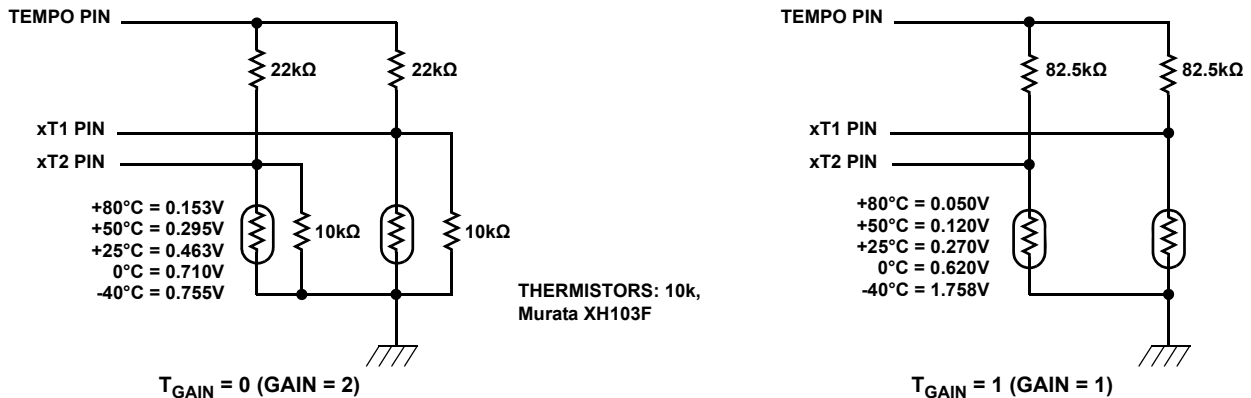 TEMPO PIN
22kΩ
22kΩ
xT1 PIN
xT2 PIN
+80°C = 0.153V
+50°C = 0.295V
+25°C = 0.463V
0°C = 0.710V
-40°C = 0.755V
10kΩ
10kΩ
THERMISTORS: 10k,
Murata XH103F
TGAIN = 0 (GAIN = 2)
TEMPO PIN
82.5kΩ
82.5kΩ
xT1 PIN
xT2 PIN
+80°C = 0.050V
+50°C = 0.120V
+25°C = 0.270V
0°C = 0.620V
-40°C = 1.758V
TGAIN = 1 (GAIN = 1)